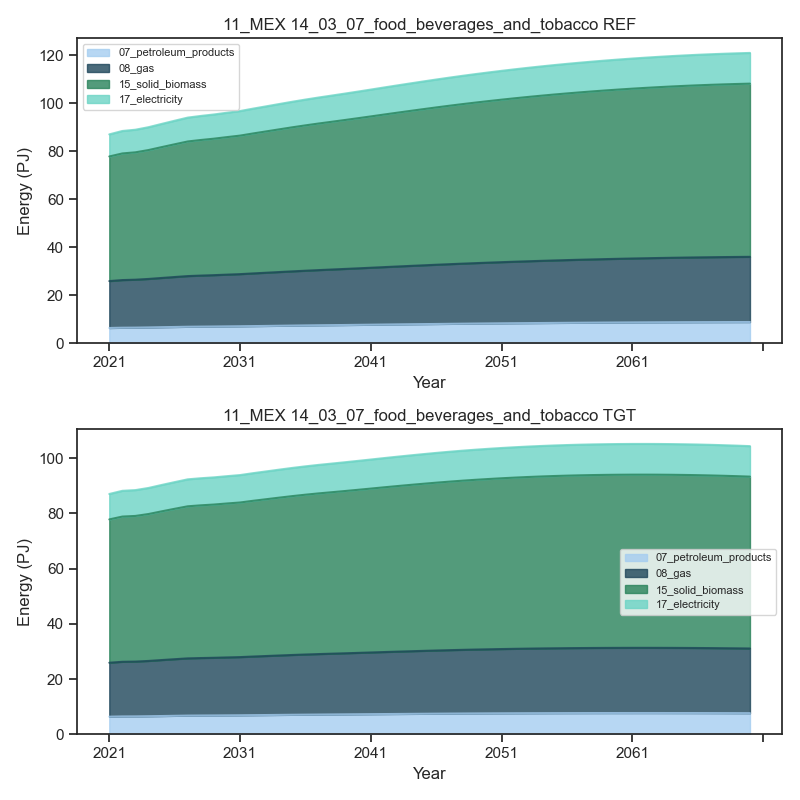 11_MEX 14_03_07_food_beverages_and_tobacco REF
07_petroleum_products
08_gas
15_solid_biomass
17_electricity
Energy (PJ)
120
100
80
60
40
20
0
2021 2031 2041 2051 2061
Year
11_MEX 14_03_07_food_beverages_and_tobacco TGT
Energy (PJ)
100
80
60
40
20
0
07_petroleum_products
08_gas
15_solid_biomass
17_electricity
2021 2031 2041 2051 2061
Year